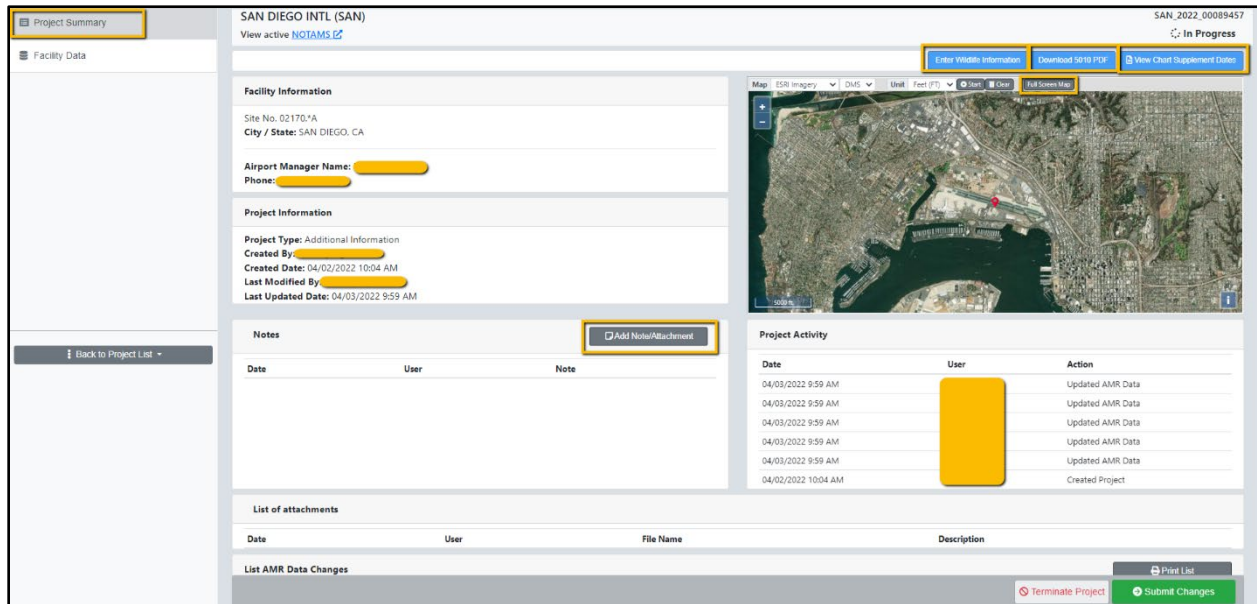 Project Summary
Facility Data
Back to Project List
SAN DIEGO INTL (SAN)
SAN_2022_00089457
View active NOTAMS
In Progress
Enter Wildlife Information
Download 5010 PDF
View Chart Supplement Dates
Facility Information
Site No. 02170.*A
City / State: SAN DIEGO, CA
Airport Manager Name:
Phone:
Project Information
Project Type: Additional Information
Created By:
Created Date: 04/02/2022 10:04 AM
Last Modified By:
Last Updated Date: 04/03/2022 9:59 AM
Map ESRI Imagery DMS Unit Feet (FT) Start Clear Full Screen Map
+
-
5000 ft
i
Notes
Add Note/Attachment
Date User Note
Project Activity
Date User Action
04/03/2022 9:59 AM Updated AMR Data
04/03/2022 9:59 AM Updated AMR Data
04/03/2022 9:59 AM Updated AMR Data
04/03/2022 9:59 AM Updated AMR Data
04/03/2022 9:59 AM Updated AMR Data
04/02/2022 10:04 AM Created Project
List of attachments
Date User File Name Description
List AMR Data Changes
Print List
Terminate Project
Submit Changes